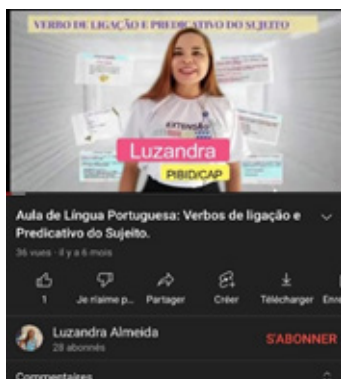 VERBO DE LIGAÇÃO E PREDICATIVO DO SUJEITO
EXTENSÃO
Luzandra
PIBID/CAP
Aula de Língua Portuguesa: Verbos de ligação e
Predicativo do Sujeito.
36 vues · il y a 6 mois
1 Je n'aime p... Partager Créer Télécharger Enre
Luzandra Almeida
28 abonnés
S'ABONNER
Commentaires